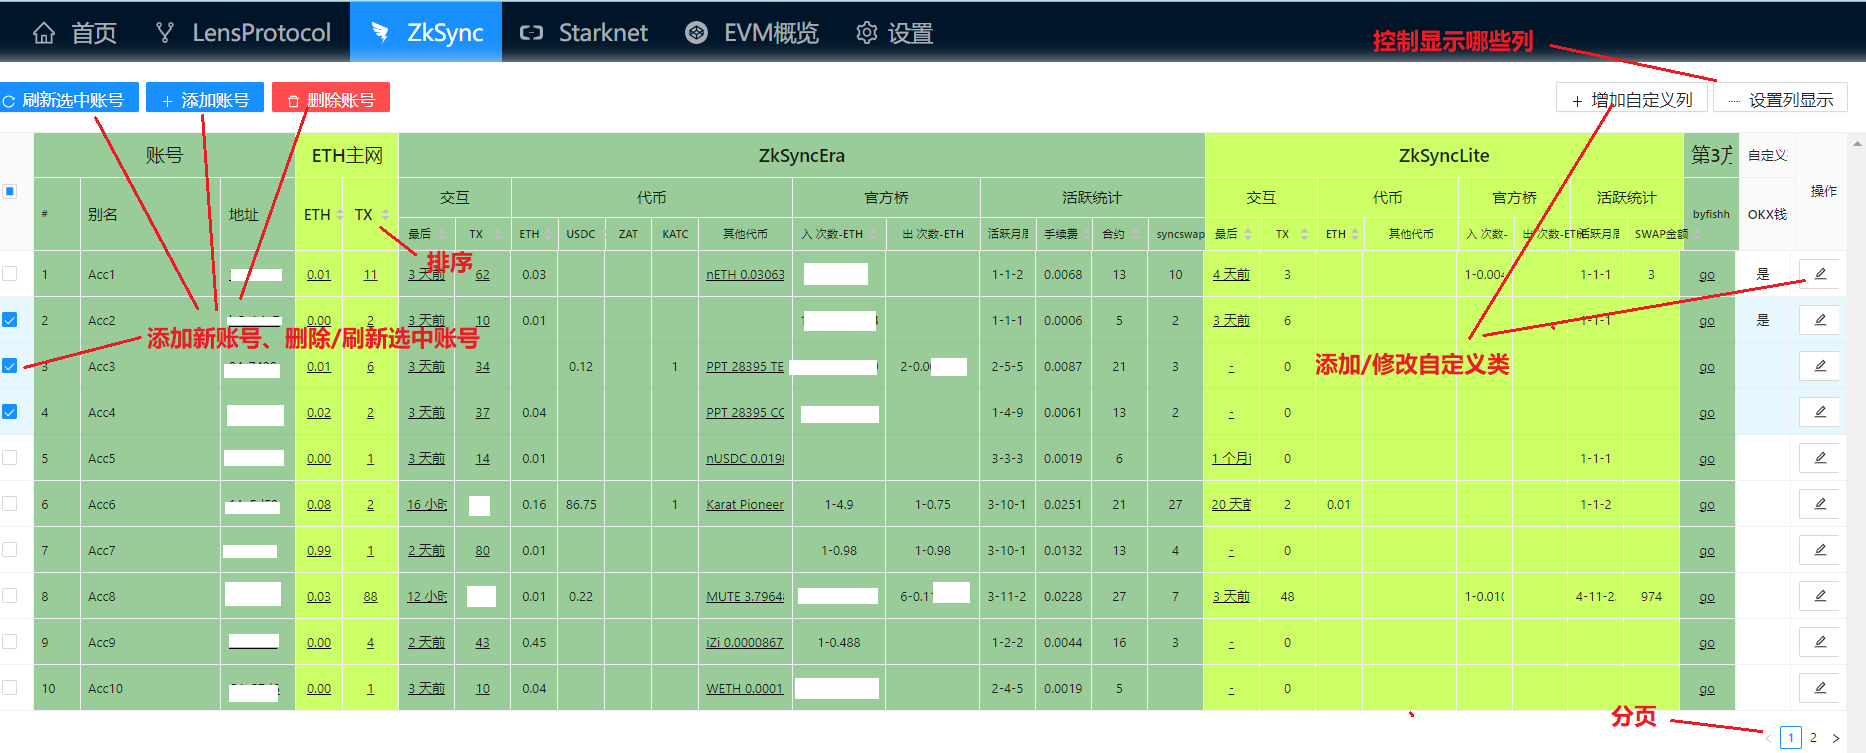 首页 LensProtocol ZkSync Starknet EVM概览 设置
控制显示哪些列
刷新选中账号 + 添加账号 删除账号 + 增加自定义列 设置列显示
账号 ETH主网 ZkSyncEra ZkSyncLite 第3方 自定义
交互 代币 官方桥 活跃统计 交互 代币 官方桥 活跃统计 操作
# 别名 地址 ETH TX byfishh OKX钱
最后 TX ETH USDC ZAT KATC 其他代币 入 次数-ETH 出 次数-ETH 活跃月周 手续费 合约 syncswap 最后 TX ETH 其他代币 入 次数- 出 次数-ETH 活跃月周 SWAP金额
排序
1 Acc1 0.01 11 3 天前 62 0.03 nETH 0.03063 1-1-2 0.0068 13 10 4 天前 3 1-0.004 1-1-1 3 go 是
2 Acc2 0.00 2 3 天前 10 0.01 1-1-1 0.0006 5 2 3 天前 6 1-1-1 go 是
添加新账号、删除/刷新选中账号
3 Acc3 0.01 6 3 天前 34 0.12 1 PPT 28395 TE 2-0.0 2-5-5 0.0087 21 3 - 0 go
添加/修改自定义类
4 Acc4 0.02 2 3 天前 37 0.04 PPT 28395 CC 1-4-9 0.0061 13 2 - 0 go
5 Acc5 0.00 1 3 天前 14 0.01 nUSDC 0.0198 3-3-3 0.0019 6 1 个月前 0 1-1-1 go
6 Acc6 0.08 2 16 小时 0.16 86.75 1 Karat Pioneer 1-4.9 1-0.75 3-10-1 0.0251 21 27 20 天前 2 0.01 1-1-2 go
7 Acc7 0.99 1 2 天前 80 0.01 1-0.98 1-0.98 3-10-1 0.0132 13 4 - 0 go
8 Acc8 0.03 88 12 小时 0.01 0.22 MUTE 3.7964 6-0.11 3-11-2 0.0228 27 7 3 天前 48 1-0.010 4-11-2 974 go
9 Acc9 0.00 4 2 天前 43 0.45 iZi 0.0000867 1-0.488 1-2-2 0.0044 16 3 - 0 go
10 Acc10 0.00 1 3 天前 10 0.04 WETH 0.0001 2-4-5 0.0019 5 - 0 go
分页
< 1 2 >